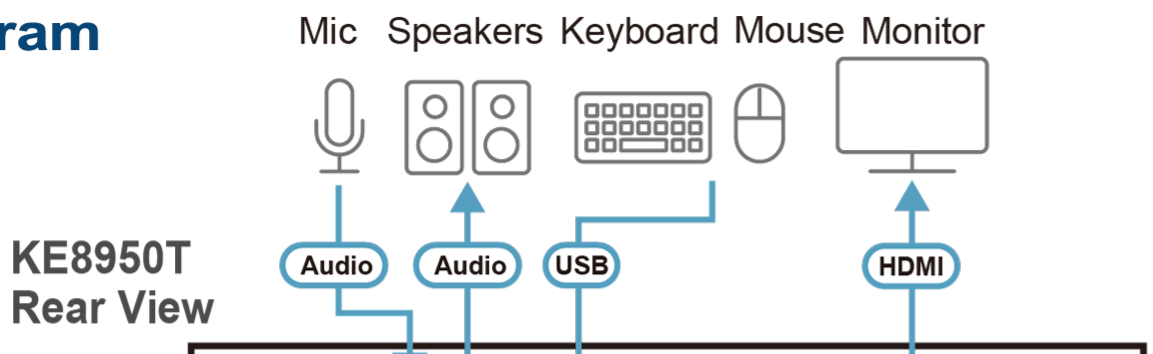 ram
Mic Speakers Keyboard Mouse Monitor
KE8950T
Rear View
Audio Audio USB HDMI